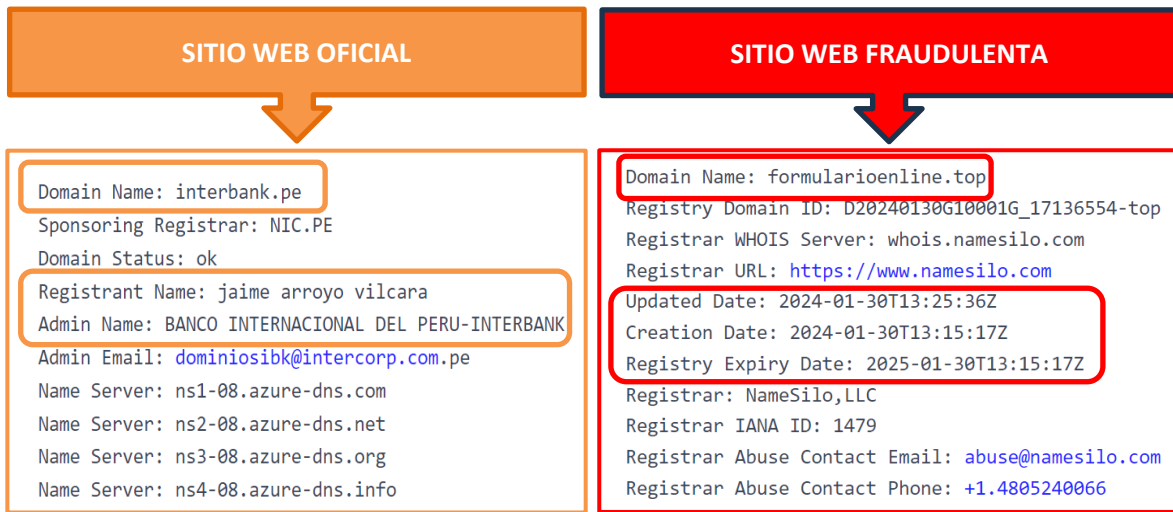 SITIO WEB OFICIAL
Domain Name: interbank.pe
Sponsoring Registrar: NIC.PE
Domain Status: ok
Registrant Name: jaime arroyo vilcara
Admin Name: BANCO INTERNACIONAL DEL PERU-INTERBANK
Admin Email: dominiosibk@intercorp.com.pe
Name Server: ns1-08.azure-dns.com
Name Server: ns2-08.azure-dns.net
Name Server: ns3-08.azure-dns.org
Name Server: ns4-08.azure-dns.info
SITIO WEB FRAUDULENTA
Domain Name: formularioenline.top
Registry Domain ID: D20240130G10001G_17136554-top
Registrar WHOIS Server: whois.namesilo.com
Registrar URL: https://www.namesilo.com
Updated Date: 2024-01-30T13:25:36Z
Creation Date: 2024-01-30T13:15:17Z
Registry Expiry Date: 2025-01-30T13:15:17Z
Registrar: NameSilo,LLC
Registrar IANA ID: 1479
Registrar Abuse Contact Email: abuse@namesilo.com
Registrar Abuse Contact Phone: +1.4805240066